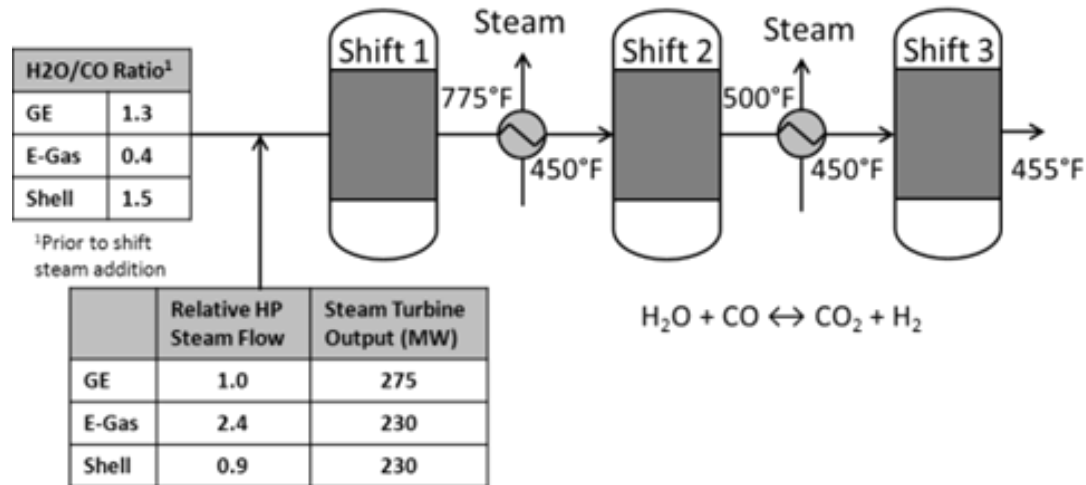 Steam
Steam
Shift 1
Shift 2
Shift 3
H2O/CO Ratio¹
GE 1.3
E-Gas 0.4
Shell 1.5
¹Prior to shift
steam addition
775°F
450°F
500°F
450°F
455°F
Relative HP Steam Flow
Steam Turbine Output (MW)
GE 1.0 275
E-Gas 2.4 230
Shell 0.9 230
H₂O + CO ↔ CO₂ + H₂